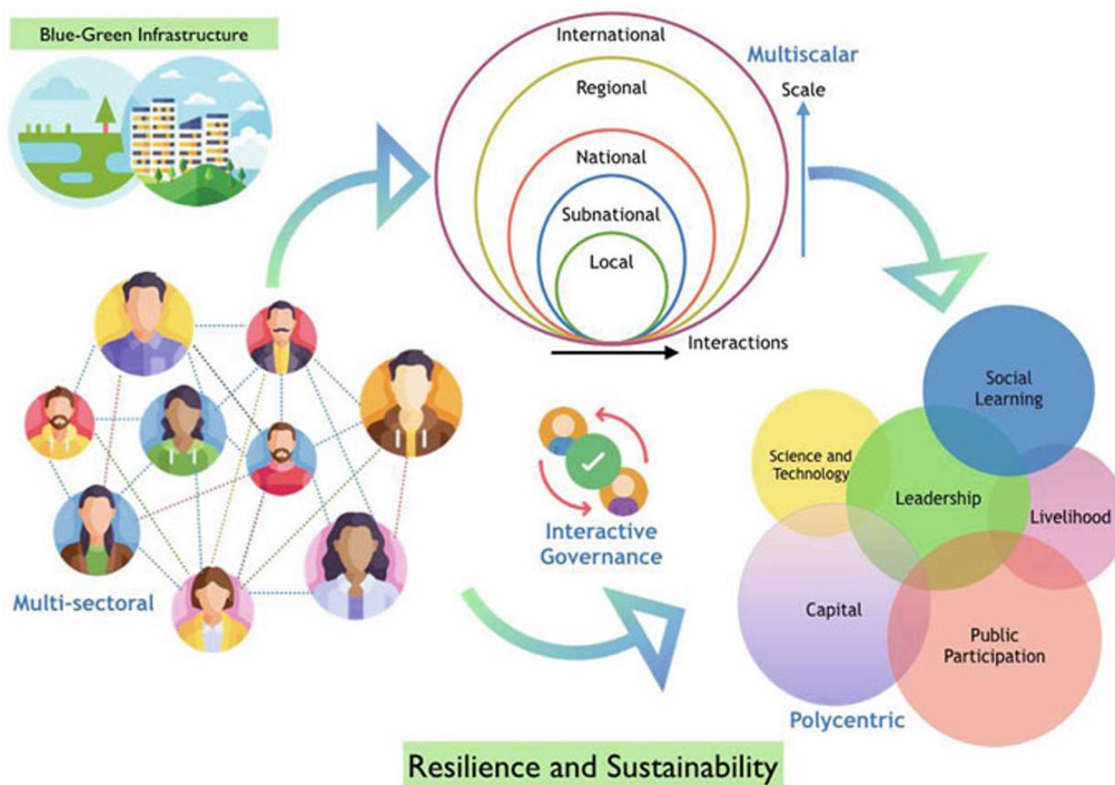 Blue-Green Infrastructure
International
Multiscalar
Regional
Scale
National
Subnational
Local
Interactions
Social
Learning
Science and
Technology
Leadership
Livelihood
Interactive
Governance
Multi-sectoral
Capital
Public
Participation
Polycentric
Resilience and Sustainability